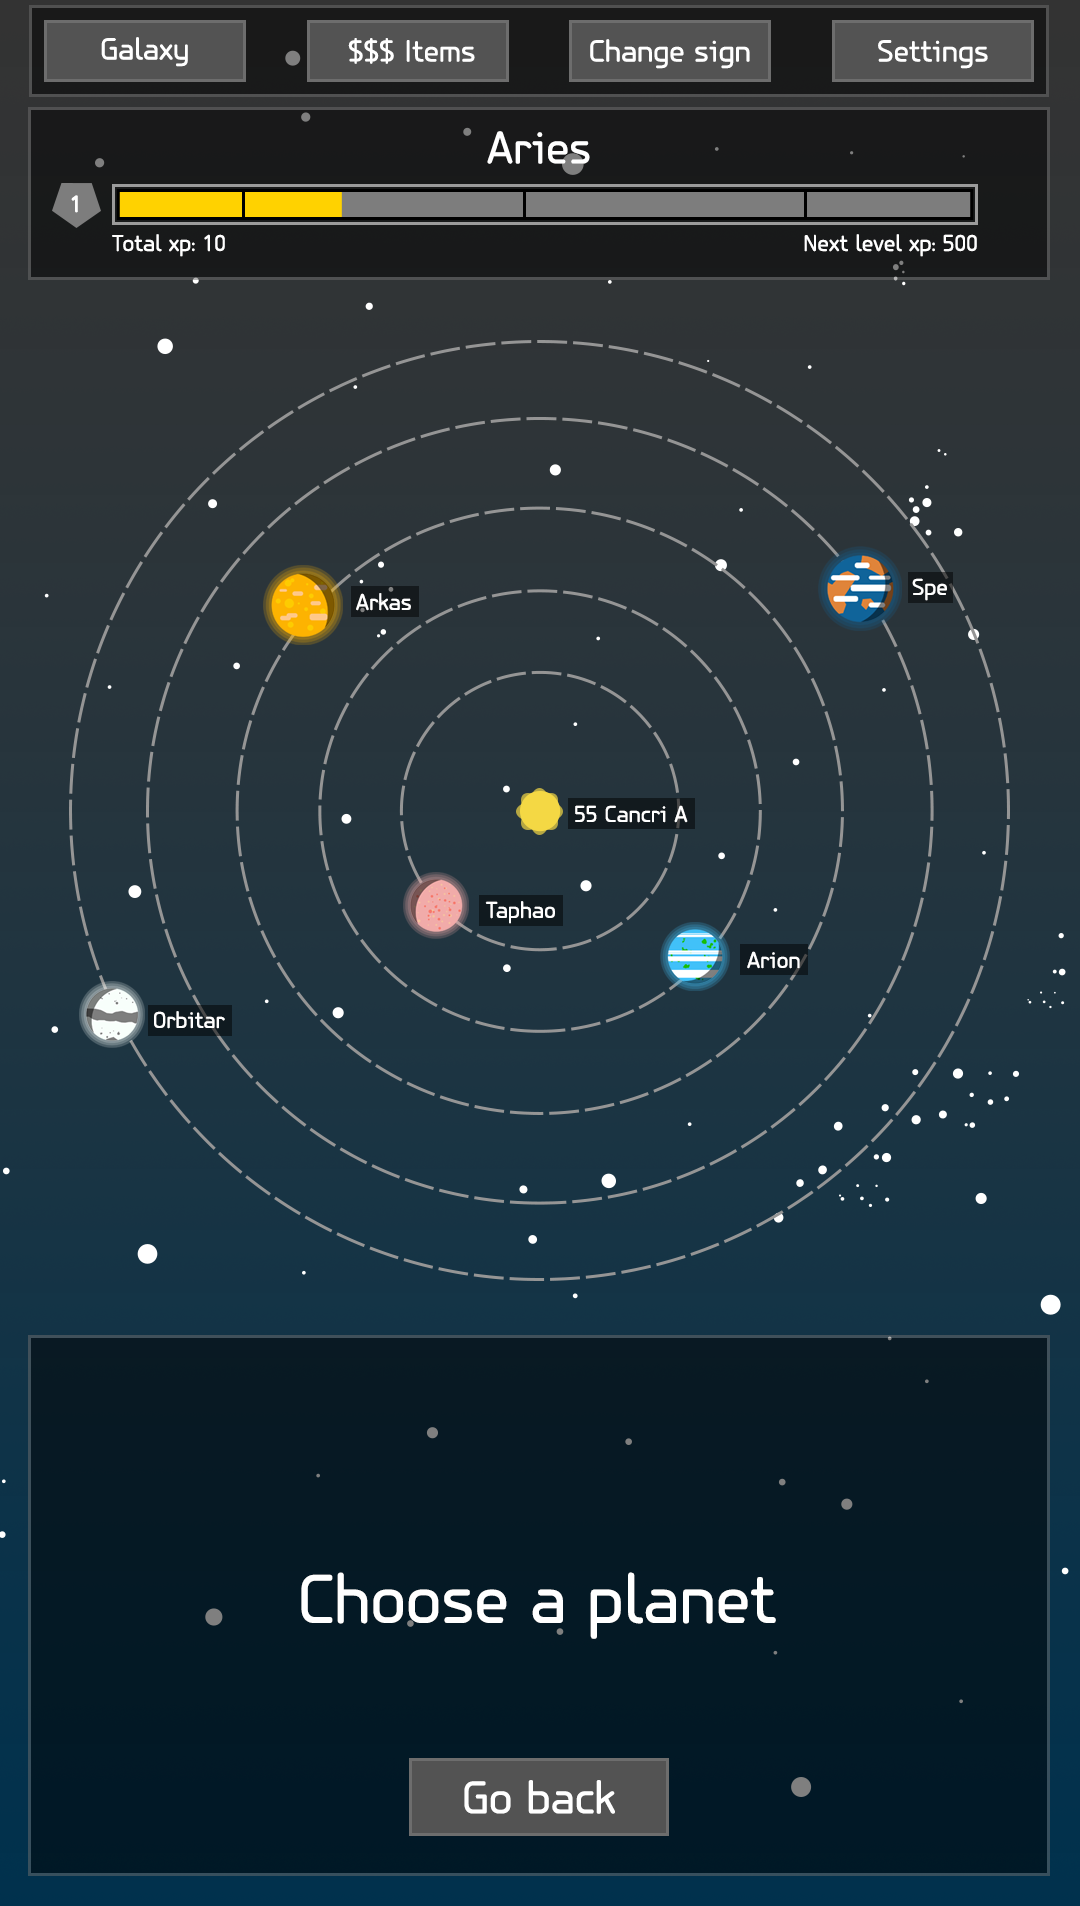 Galaxy
$$$ Items
Change sign
Settings
Aries
1
Total xp: 10
Next level xp: 500
Arkas
Spe
55 Cancri A
Taphao
Arion
Orbitar
Choose a planet
Go back